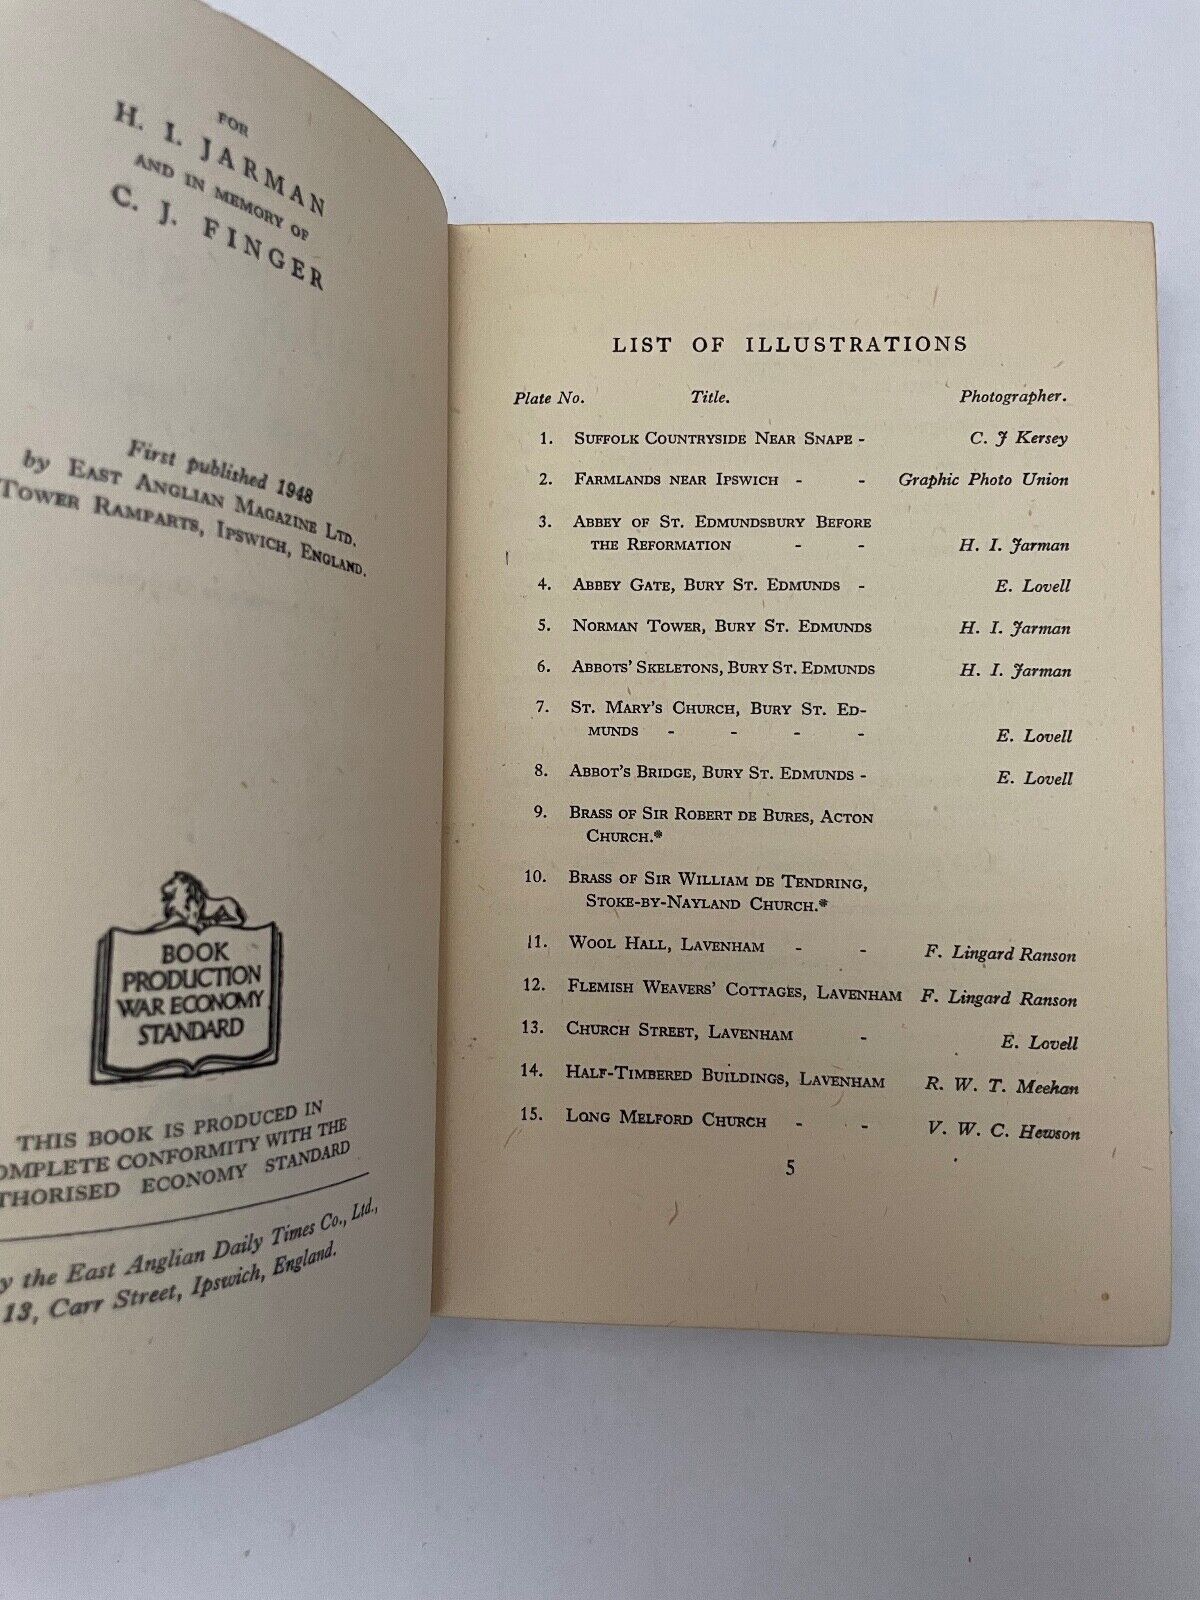 FOR
H. I. JARMAN
AND IN MEMORY OF
C. J. FINGER
First published 1948
by EAST ANGLIAN MAGAZINE LTD.
TOWER RAMPARTS, IPSWICH, ENGLAND.
BOOK
PRODUCTION
WAR ECONOMY
STANDARD
THIS BOOK IS PRODUCED IN
OMPLETE CONFORMITY WITH THE
THORISED ECONOMY STANDARD
y the East Anglian Daily Times Co., Ltd.,
13, Carr Street, Ipswich, England.
LIST OF ILLUSTRATIONS
Plate No. Title. Photographer.
1. SUFFOLK COUNTRYSIDE NEAR SNAPE - C. J Kersey
2. FARMLANDS NEAR IPSWICH - - Graphic Photo Union
3. ABBEY OF ST. EDMUNDSBURY BEFORE
THE REFORMATION - - H. I. Jarman
4. ABBEY GATE, BURY ST. EDMUNDS - E. Lovell
5. NORMAN TOWER, BURY ST. EDMUNDS H. I. Jarman
6. ABBOTS' SKELETONS, BURY ST. EDMUNDS H. I. Jarman
7. ST. MARY'S CHURCH, BURY ST. ED-
MUNDS - - - - E. Lovell
8. ABBOT'S BRIDGE, BURY ST. EDMUNDS - E. Lovell
9. BRASS OF SIR ROBERT DE BURES, ACTON
CHURCH.*
10. BRASS OF SIR WILLIAM DE TENDRING,
STOKE-BY-NAYLAND CHURCH.*
11. WOOL HALL, LAVENHAM - - F. Lingard Ranson
12. FLEMISH WEAVERS' COTTAGES, LAVENHAM F. Lingard Ranson
13. CHURCH STREET, LAVENHAM - E. Lovell
14. HALF-TIMBERED BUILDINGS, LAVENHAM R. W. T. Meehan
15. LONG MELFORD CHURCH - - V. W. C. Hewson
5